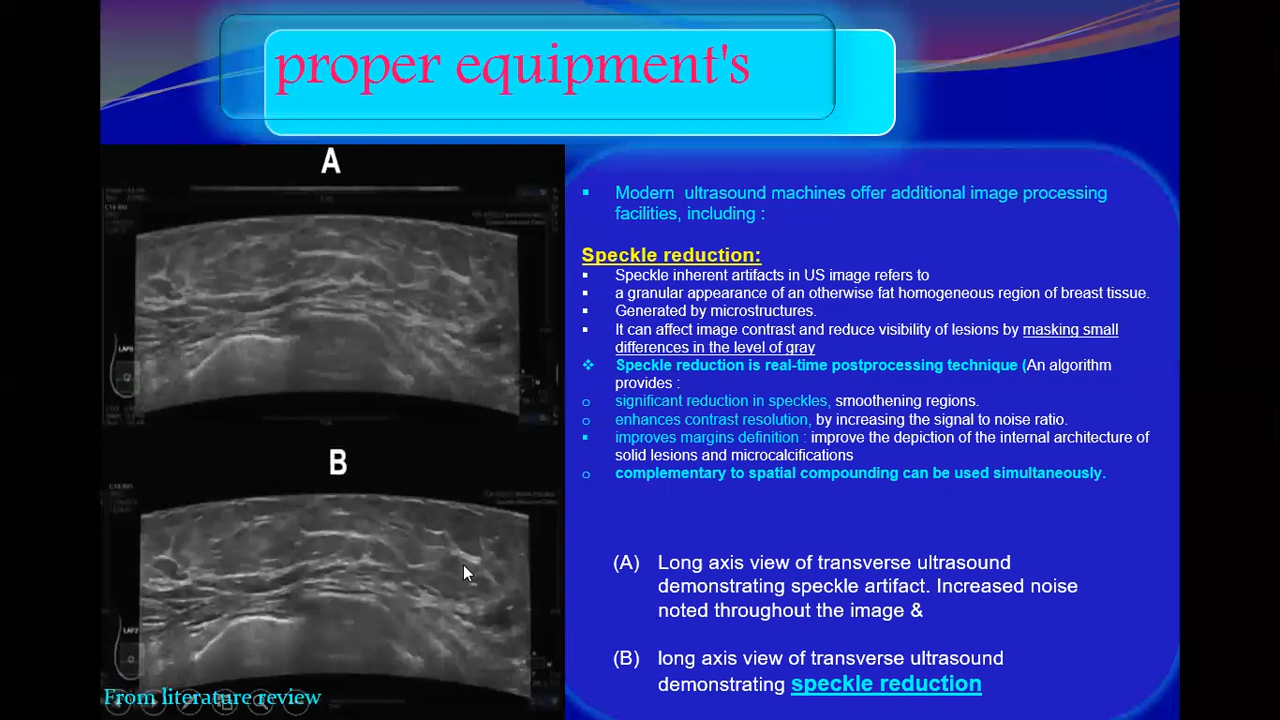 proper equipment's
A
B
From literature review
Modern ultrasound machines offer additional image processing
facilities, including :
Speckle reduction:
Speckle inherent artifacts in US image refers to
a granular appearance of an otherwise fat homogeneous region of breast tissue.
Generated by microstructures.
It can affect image contrast and reduce visibility of lesions by masking small
differences in the level of gray
Speckle reduction is real-time postprocessing technique (An algorithm
provides :
significant reduction in speckles, smoothening regions.
enhances contrast resolution, by increasing the signal to noise ratio.
improves margins definition : improve the depiction of the internal architecture of
solid lesions and microcalcifications
complementary to spatial compounding can be used simultaneously.
(A) Long axis view of transverse ultrasound
demonstrating speckle artifact. Increased noise
noted throughout the image &
(B) long axis view of transverse ultrasound
demonstrating speckle reduction